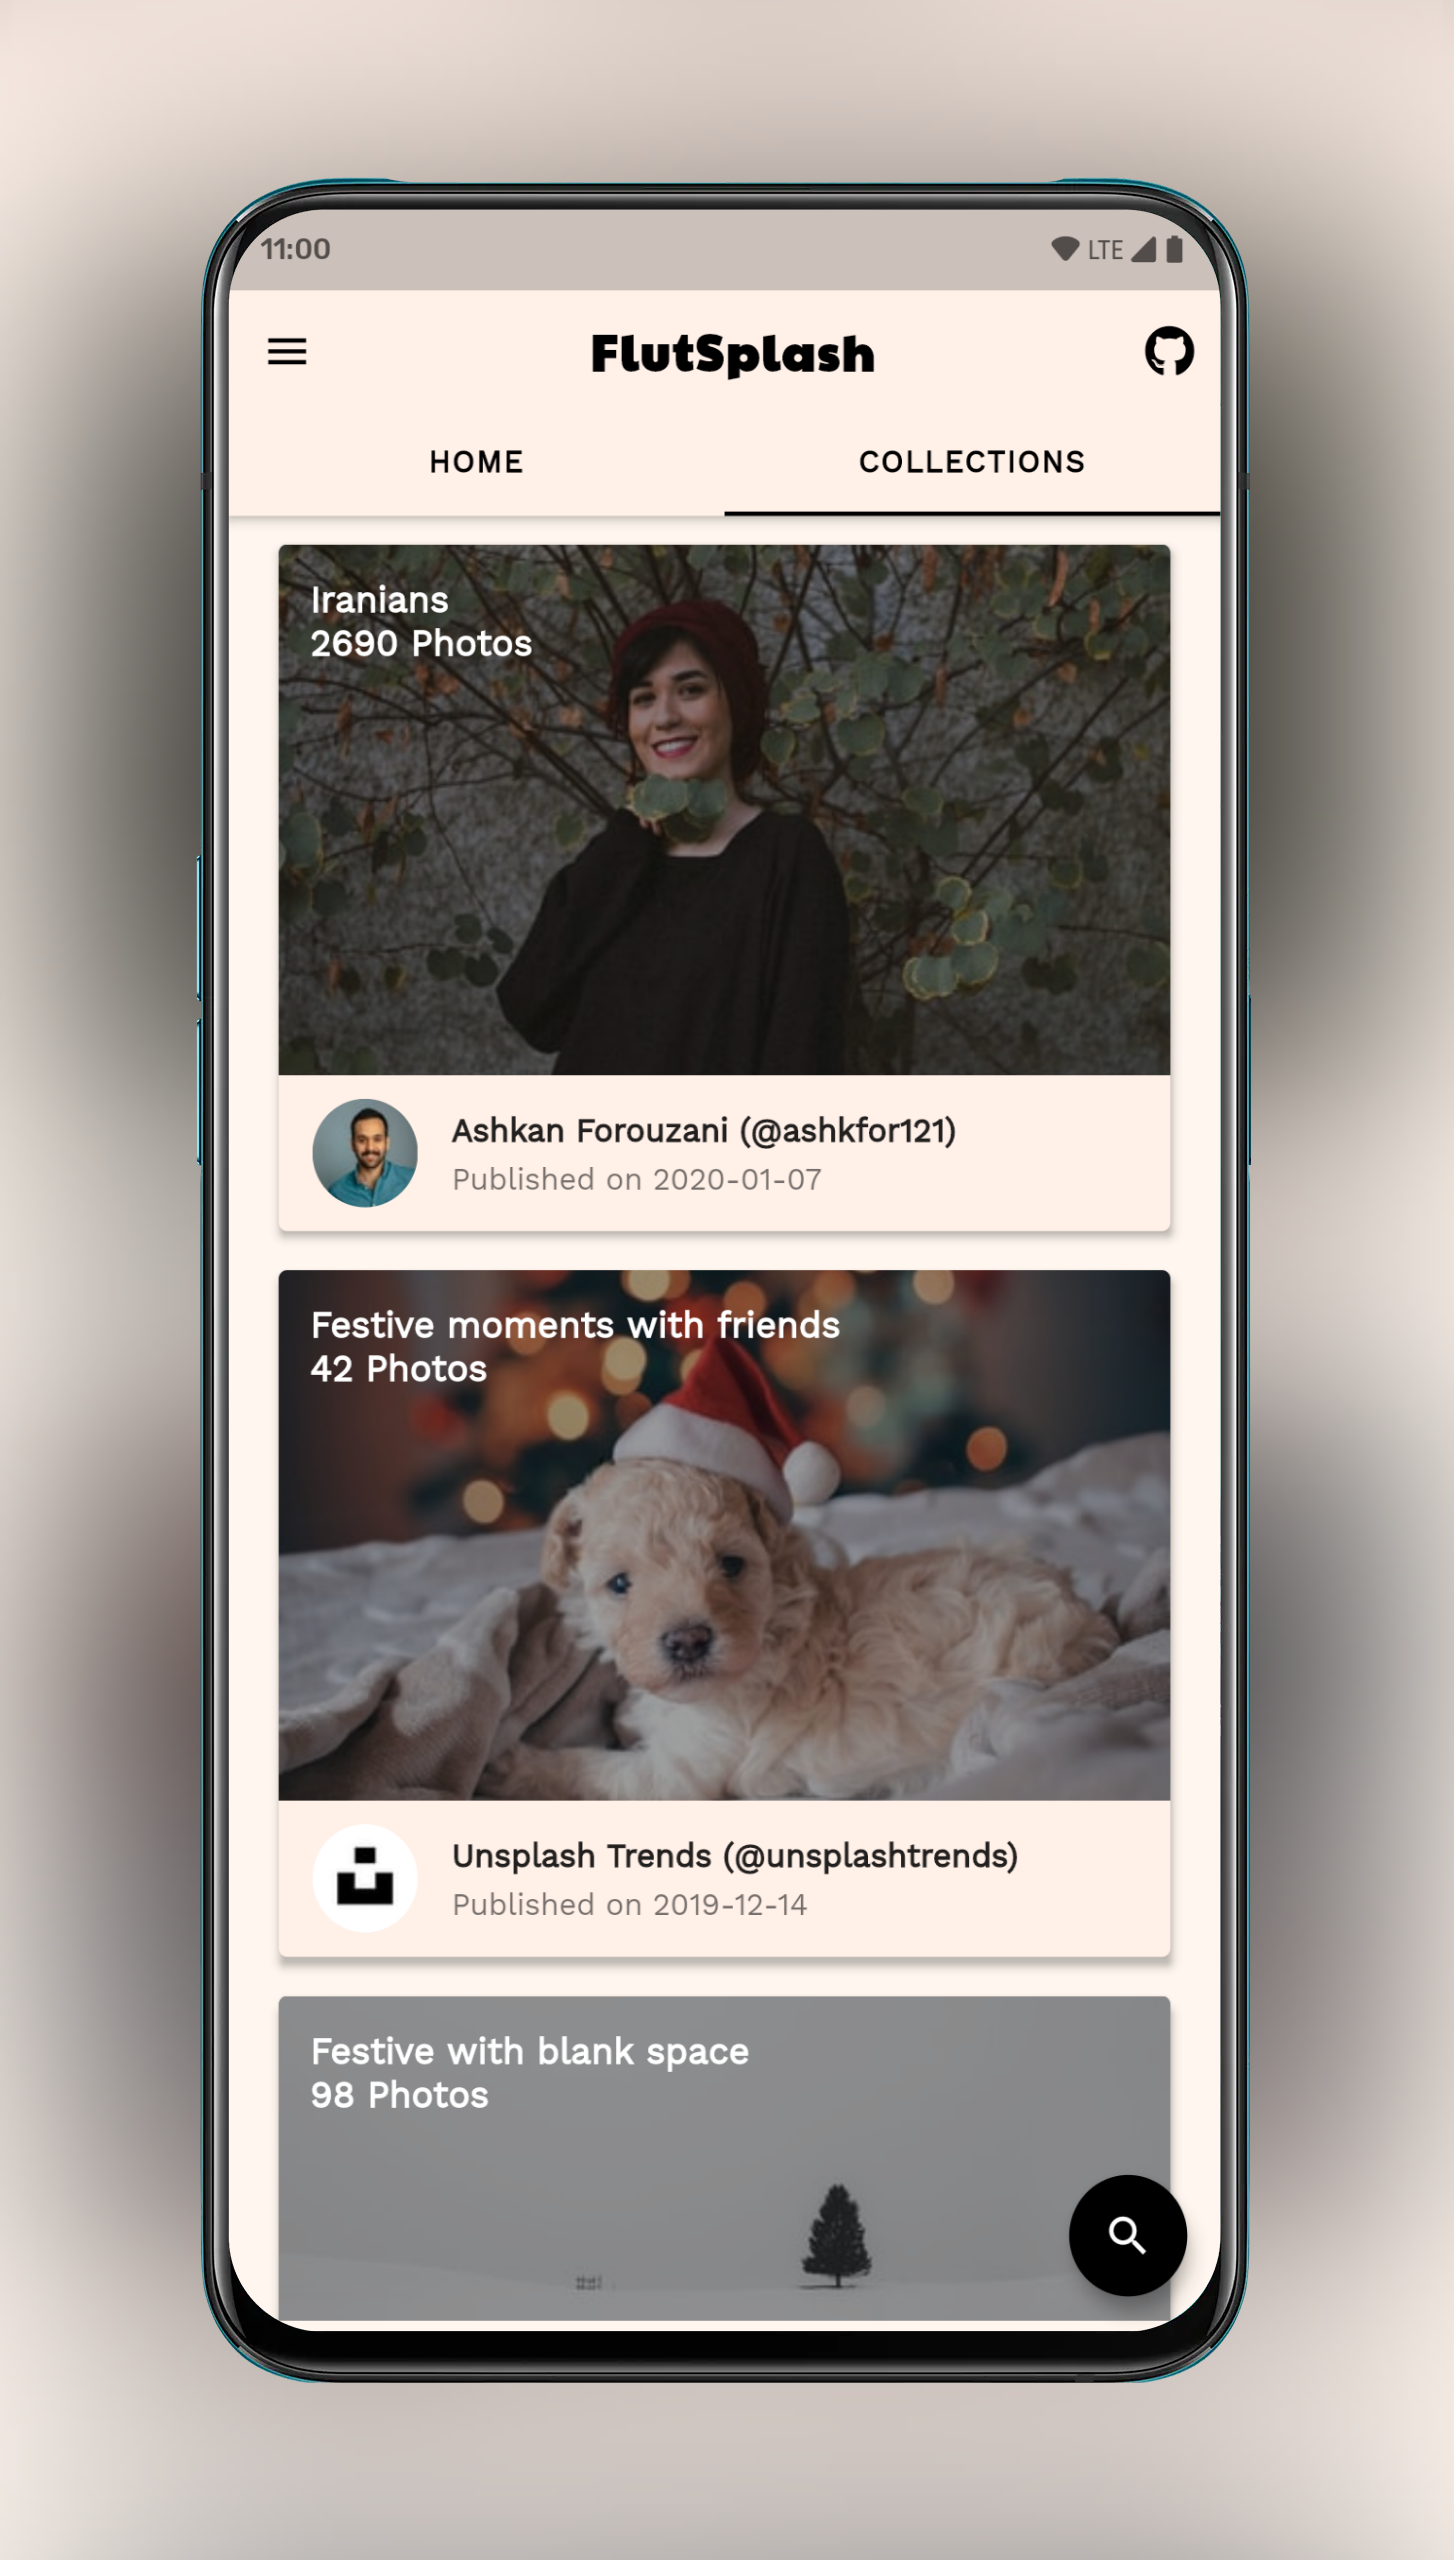 11:00
LTE
FlutSplash
HOME
COLLECTIONS
Iranians
2690 Photos
Ashkan Forouzani (@ashkfor121)
Published on 2020-01-07
Festive moments with friends
42 Photos
Unsplash Trends (@unsplashtrends)
Published on 2019-12-14
Festive with blank space
98 Photos